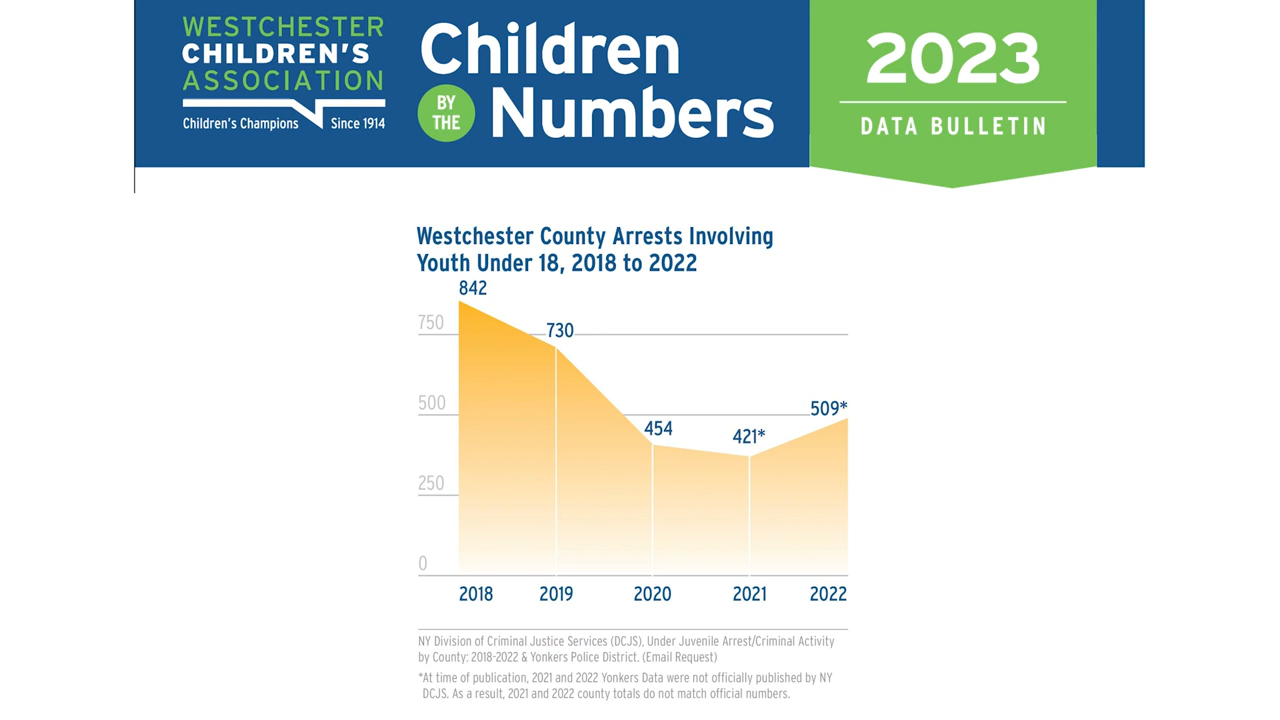 WESTCHESTER
CHILDREN'S
ASSOCIATION
Children's Champions Since 1914
Children
BY THE
Numbers
2023
DATA BULLETIN
Westchester County Arrests Involving
Youth Under 18, 2018 to 2022
842
750
730
500
509*
454
421*
250
0
2018 2019 2020 2021 2022
NY Division of Criminal Justice Services (DCJS), Under Juvenile Arrest/Criminal Activity
by County: 2018-2022 & Yonkers Police District. (Email Request)
*At time of publication, 2021 and 2022 Yonkers Data were not officially published by NY
DCJS. As a result, 2021 and 2022 county totals do not match official numbers.